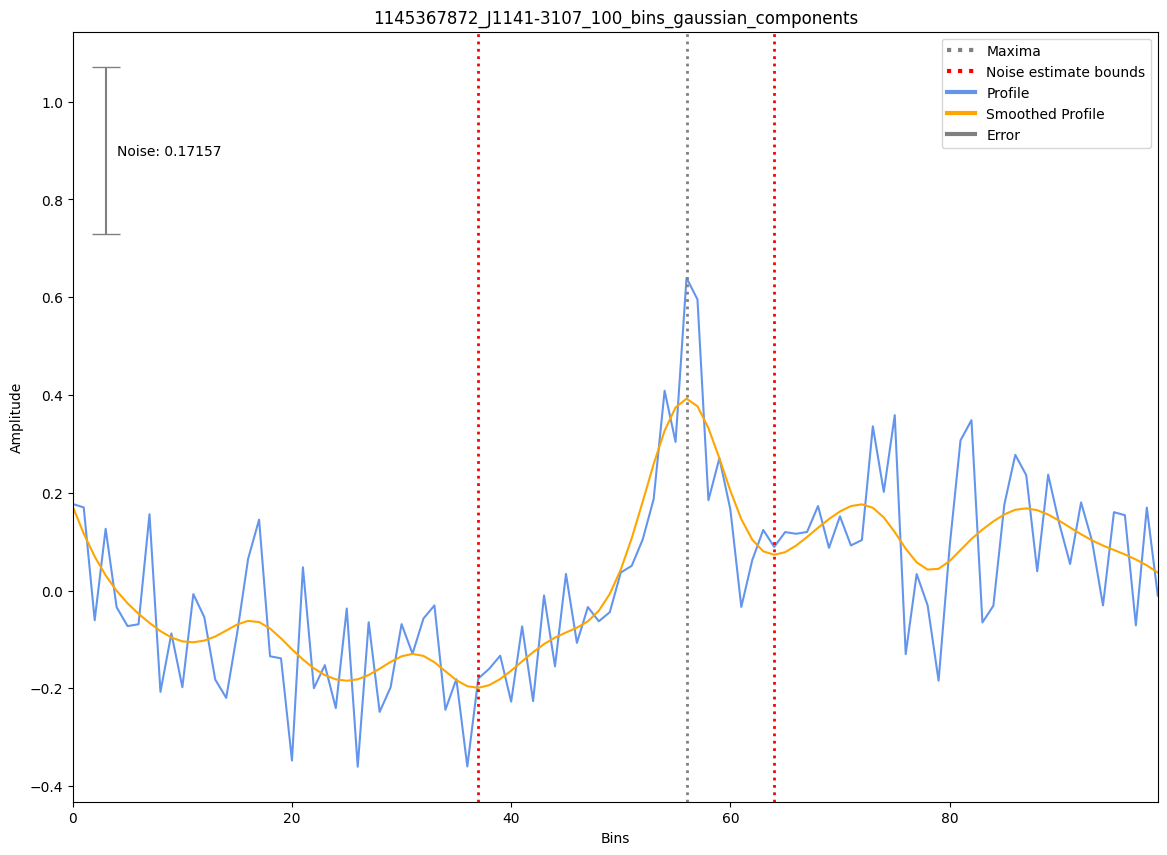 1145367872_J1141-3107_100_bins_gaussian_components
Maxima
Noise estimate bounds
Profile
Smoothed Profile
Error
Noise: 0.17157
1.0
0.8
0.6
0.4
0.2
0.0
−0.2
−0.4
Amplitude
0 20 40 60 80
Bins